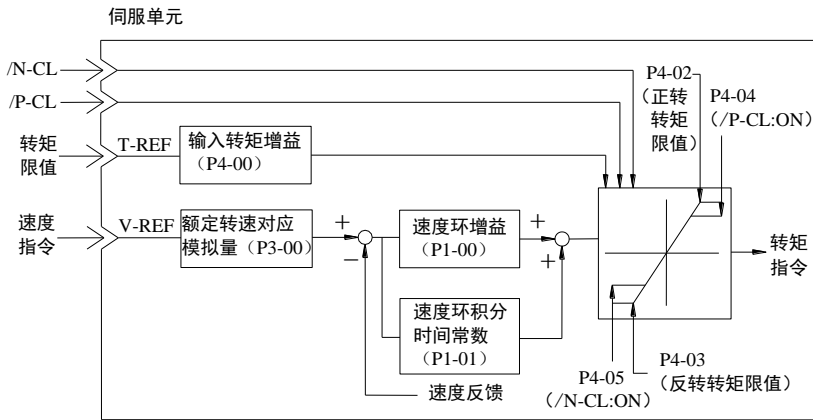 伺服单元
/N-CL
/P-CL
转矩
限值
T-REF
输入转矩增益
（P4-00）
速度
指令
V-REF
额定转速对应
模拟量（P3-00）
+
−
速度环增益
（P1-00）
+
+
速度环积分
时间常数
（P1-01）
速度反馈
P4-02
（正转
转矩
限值）
P4-04
（/P-CL:ON）
转矩
指令
P4-03
（反转转矩限值）
P4-05
（/N-CL:ON）